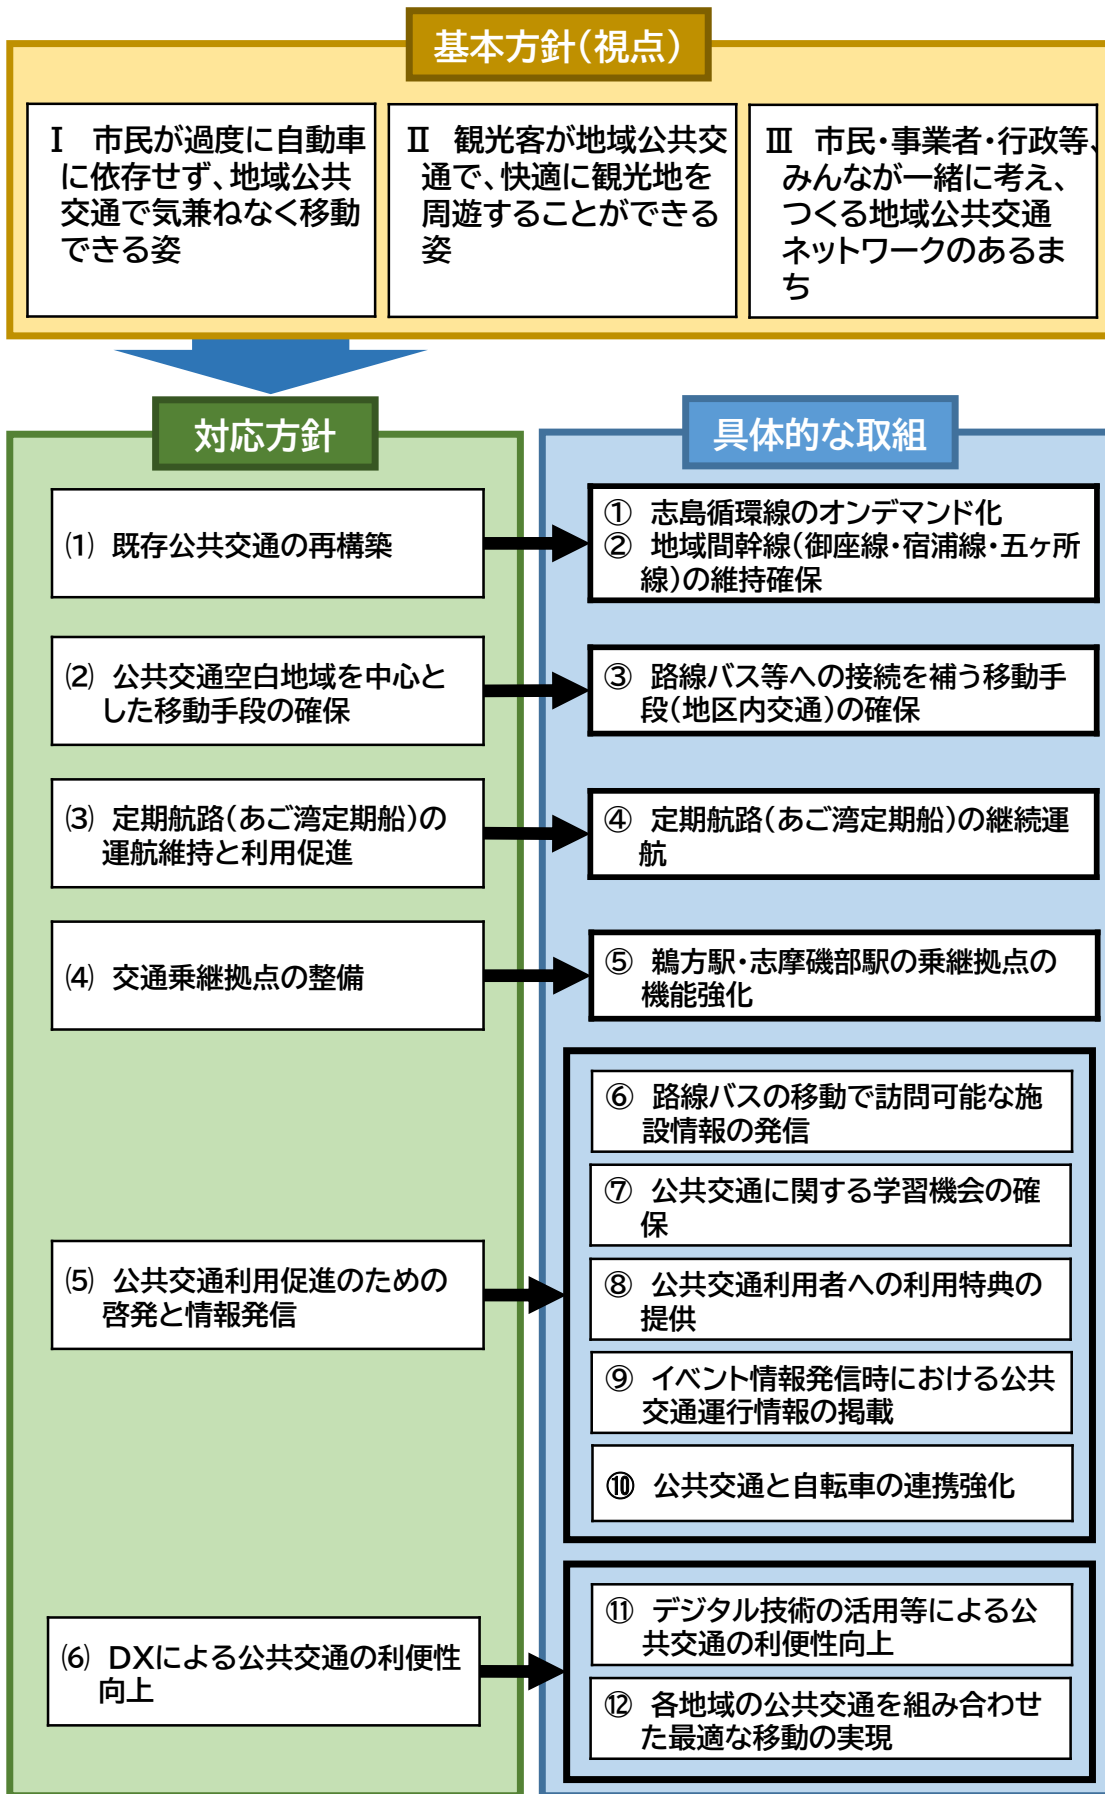 基本方針(視点)
Ⅰ 市民が過度に自動車
に依存せず、地域公共
交通で気兼ねなく移動
できる姿
Ⅱ 観光客が地域公共交
通で、快適に観光地を
周遊することができる
姿
Ⅲ 市民・事業者・行政等、
みんなが一緒に考え、
つくる地域公共交通
ネットワークのあるま
ち
対応方針
具体的な取組
⑴ 既存公共交通の再構築
① 志島循環線のオンデマンド化
② 地域間幹線(御座線・宿浦線・五ヶ所
線)の維持確保
⑵ 公共交通空白地域を中心と
した移動手段の確保
③ 路線バス等への接続を補う移動手
段(地区内交通)の確保
⑶ 定期航路(あご湾定期船)の
運航維持と利用促進
④ 定期航路(あご湾定期船)の継続運
航
⑷ 交通乗継拠点の整備
⑤ 鵜方駅・志摩磯部駅の乗継拠点の
機能強化
⑸ 公共交通利用促進のための
啓発と情報発信
⑥ 路線バスの移動で訪問可能な施
設情報の発信
⑦ 公共交通に関する学習機会の確
保
⑧ 公共交通利用者への利用特典の
提供
⑨ イベント情報発信時における公共
交通運行情報の掲載
⑩ 公共交通と自転車の連携強化
⑹ DXによる公共交通の利便性
向上
⑪ デジタル技術の活用等による公
共交通の利便性向上
⑫ 各地域の公共交通を組み合わせ
た最適な移動の実現